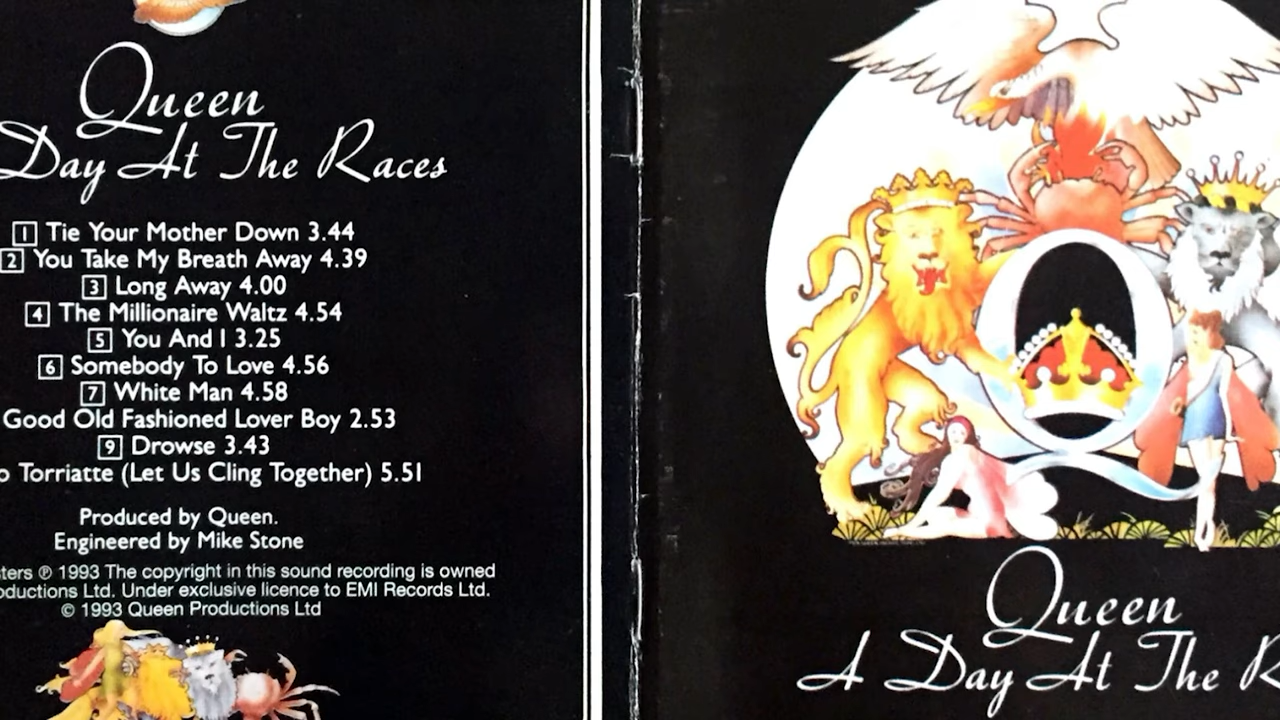 Queen
Day At The Races
1 Tie Your Mother Down 3.44
2 You Take My Breath Away 4.39
3 Long Away 4.00
4 The Millionaire Waltz 4.54
5 You And I 3.25
6 Somebody To Love 4.56
7 White Man 4.58
Good Old Fashioned Lover Boy 2.53
9 Drowse 3.43
o Torriatte (Let Us Cling Together) 5.51
Produced by Queen.
Engineered by Mike Stone
ters ℗ 1993 The copyright in this sound recording is owned
oductions Ltd. Under exclusive licence to EMI Records Ltd.
© 1993 Queen Productions Ltd
Queen
A Day At The R